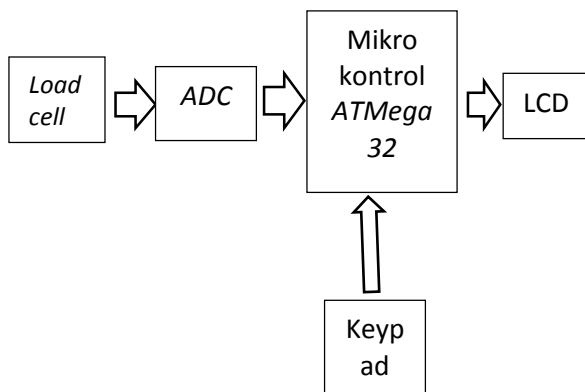 Load
cell
ADC
Mikro
kontrol
ATMega
32
LCD
Keyp
ad